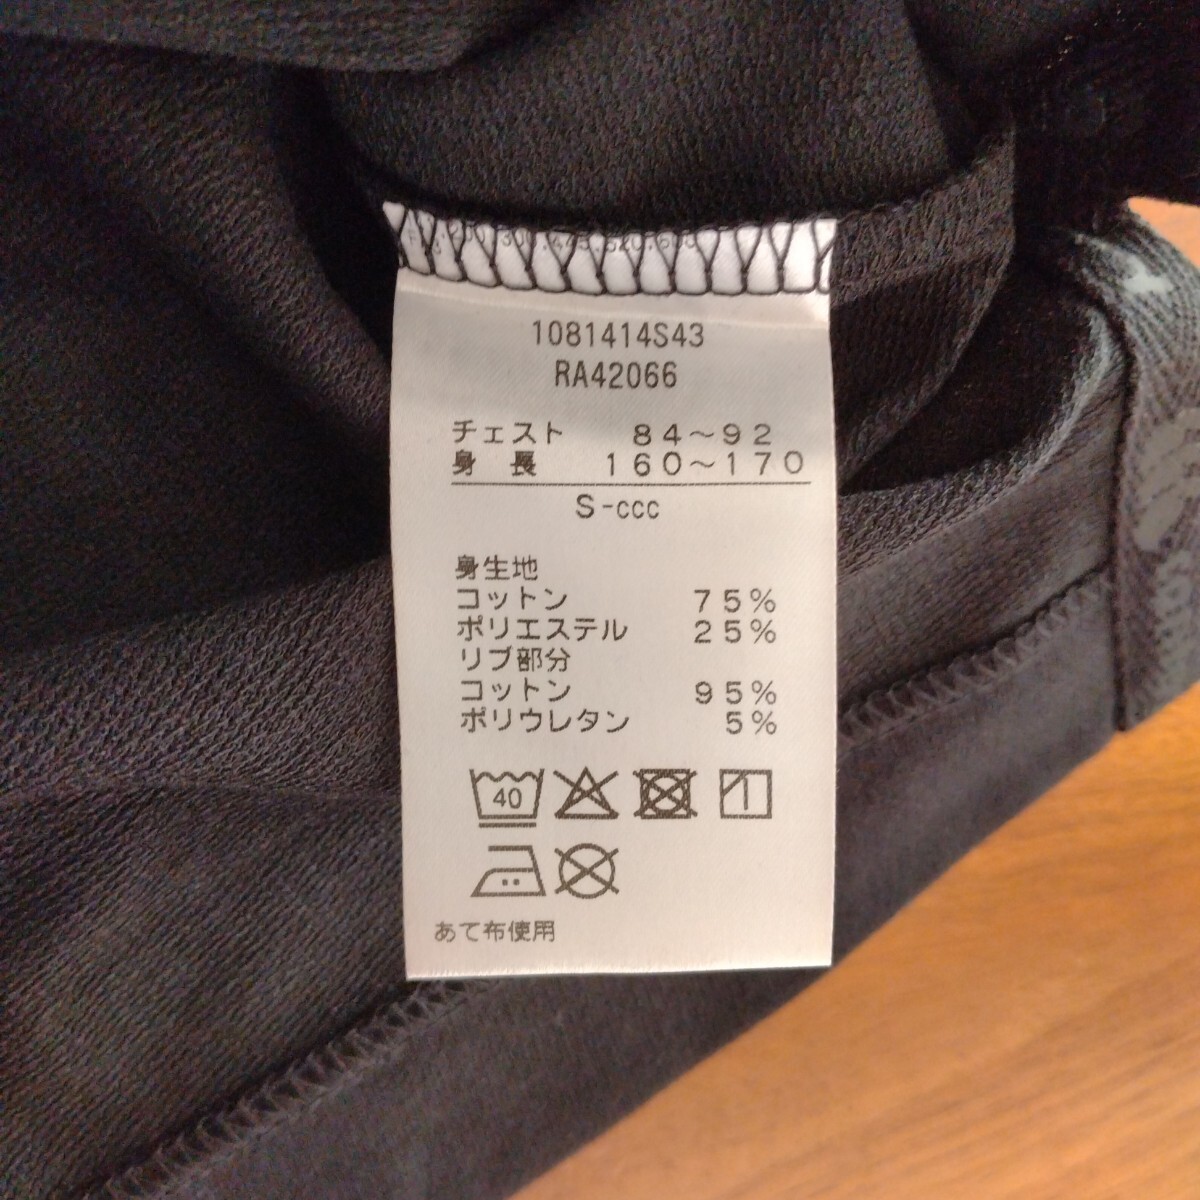 1081414S43
RA42066
チェスト 84～92
身長 160～170
S-ccc
身生地
コットン 75%
ポリエステル 25%
リブ部分
コットン 95%
ポリウレタン 5%
40
あて布使用